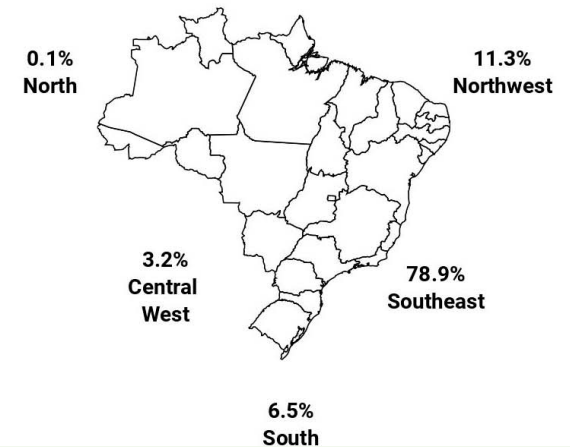 0.1%
North
11.3%
Northwest
3.2%
Central
West
78.9%
Southeast
6.5%
South